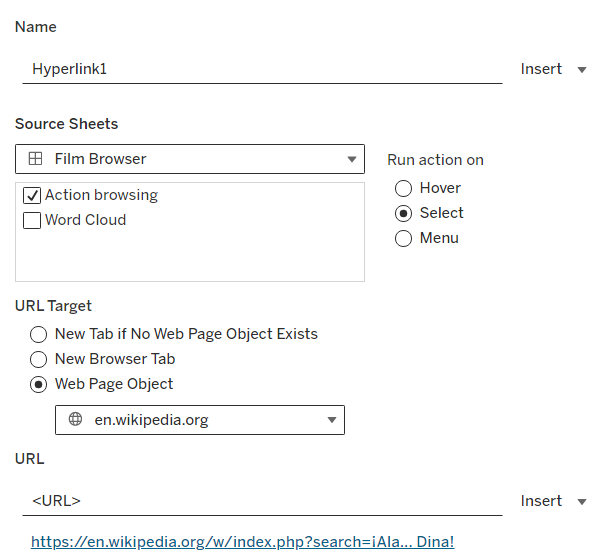 Name
Hyperlink1 Insert
Source Sheets
Film Browser
Run action on
Action browsing
Word Cloud
Hover
Select
Menu
URL Target
New Tab if No Web Page Object Exists
New Browser Tab
Web Page Object
en.wikipedia.org
URL
<URL> Insert
https://en.wikipedia.org/w/index.php?search=¡Ala... Dina!